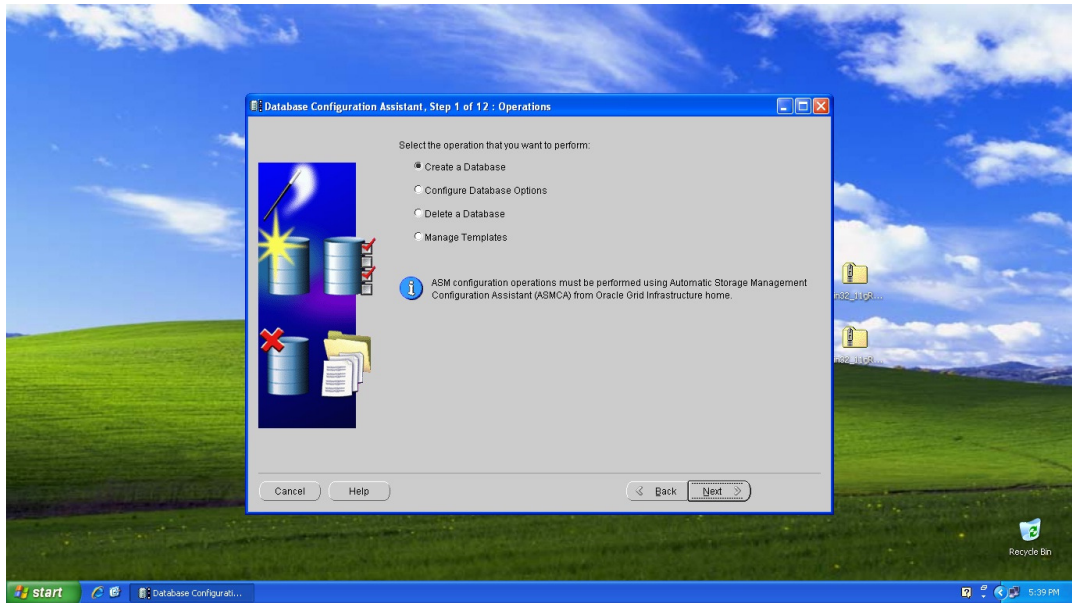 Database Configuration Assistant, Step 1 of 12 : Operations
Select the operation that you want to perform:
Create a Database
Configure Database Options
Delete a Database
Manage Templates
ASM configuration operations must be performed using Automatic Storage Management
Configuration Assistant (ASMCA) from Oracle Grid Infrastructure home.
Cancel
Help
Back
Next
Recycle Bin
start
Database Configurati...
5:39 PM